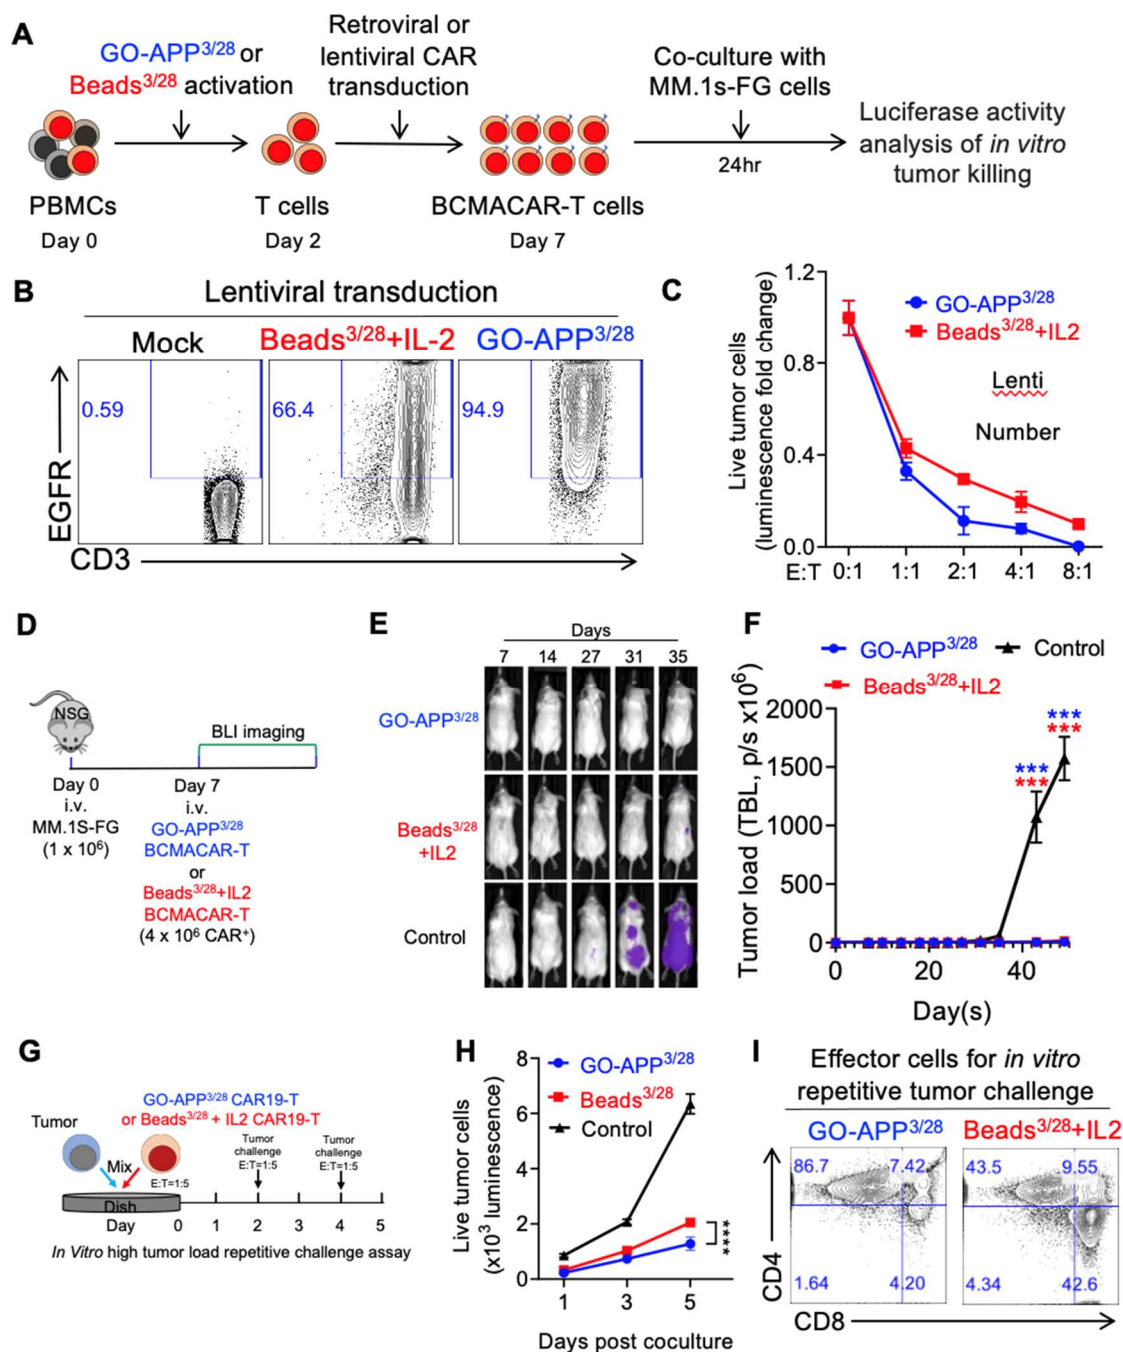 A
GO-APP3/28 or
Beads3/28 activation
Retroviral or
lentiviral CAR
transduction
Co-culture with
MM.1s-FG cells
24hr
Luciferase activity
analysis of in vitro
tumor killing
PBMCs
Day 0
T cells
Day 2
BCMACAR-T cells
Day 7
B
Lentiviral transduction
Mock
Beads3/28+IL-2
GO-APP3/28
0.59
66.4
94.9
EGFR
CD3
C
Live tumor cells
(luminescence fold change)
1.2
0.8
0.4
0.0
GO-APP3/28
Beads3/28+IL2
Lenti
Number
E:T 0:1 1:1 2:1 4:1 8:1
D
NSG
BLI imaging
Day 0
i.v.
MM.1S-FG
(1 x 106)
Day 7
i.v.
GO-APP3/28
BCMACAR-T
or
Beads3/28+IL2
BCMACAR-T
(4 x 106 CAR+)
E
Days
7 14 27 31 35
GO-APP3/28
Beads3/28
+IL2
Control
F
GO-APP3/28
Control
Beads3/28+IL2
Tumor load (TBL, p/s x106)
2000
1500
1000
500
0
***
***
***
***
0 20 40
Day(s)
G
GO-APP3/28 CAR19-T
or Beads3/28 + IL2 CAR19-T
Tumor
Mix
E:T=1:5
Tumor
challenge
E:T=1:5
Tumor
challenge
E:T=1:5
Dish
Day 0 1 2 3 4 5
In Vitro high tumor load repetitive challenge assay
H
Live tumor cells
(x103 luminescence)
8
6
4
2
0
GO-APP3/28
Beads3/28
Control
****
1 3 5
Days post coculture
I
Effector cells for in vitro
repetitive tumor challenge
GO-APP3/28
Beads3/28+IL2
86.7 7.42
1.64 4.20
43.5 9.55
4.34 42.6
CD4
CD8